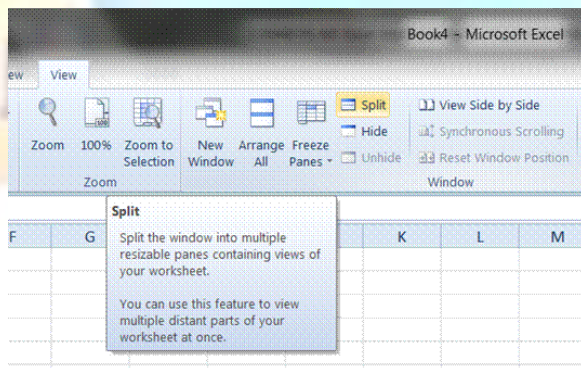 Book4 - Microsoft Excel
ew View
Zoom 100% Zoom to Selection
New Window Arrange All Freeze Panes
Split
Hide
Unhide
View Side by Side
Synchronous Scrolling
Reset Window Position
Zoom Window
F G K L M
Split
Split the window into multiple
resizable panes containing views of
your worksheet.
You can use this feature to view
multiple distant parts of your
worksheet at once.